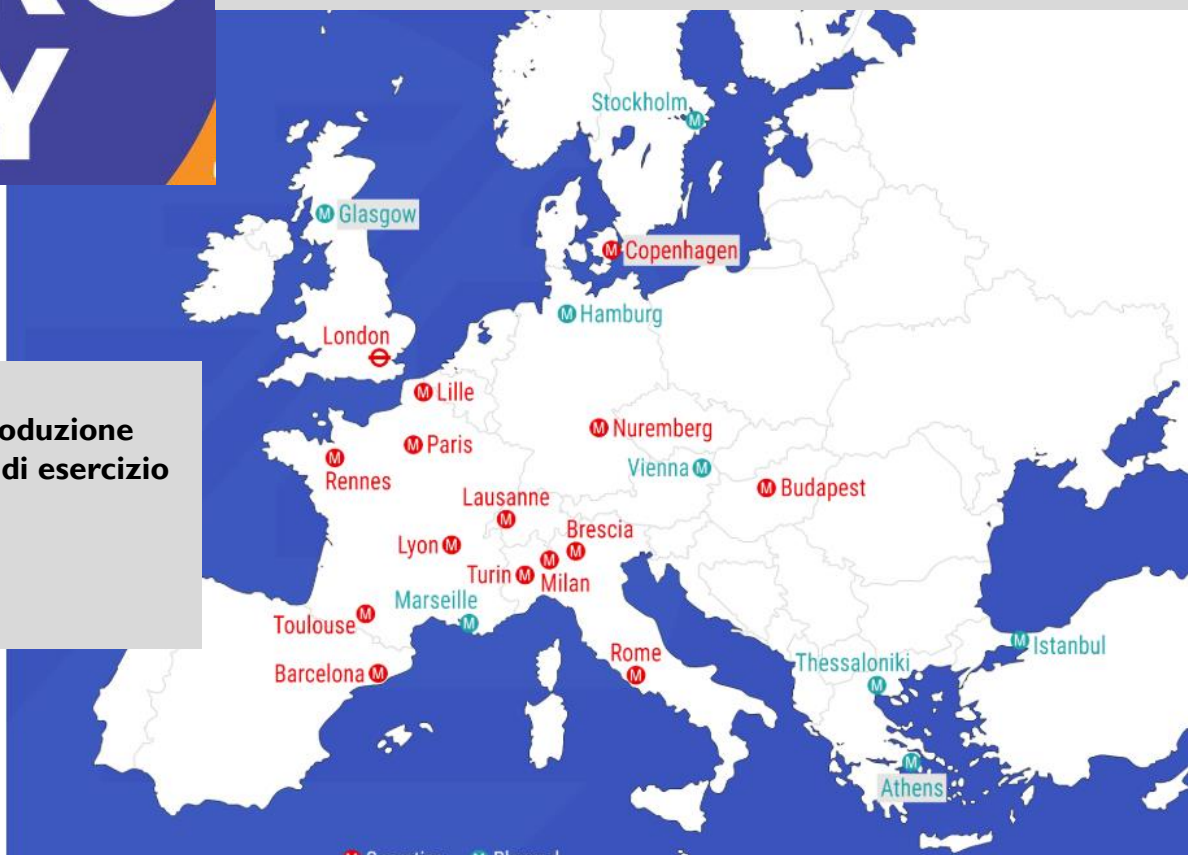 Y
Stockholm
M
M Glasgow
M Copenhagen
M Hamburg
London
M Lille
oduzione
di esercizio
M Paris
M
Rennes
M Nuremberg
Vienna M
M Budapest
Lausanne
M
Brescia
M
Lyon M
M
Turin M
Milan
Marseille
M
Toulouse M
Barcelona M
Rome
M
Thessaloniki
M
M Istanbul
M
Athens